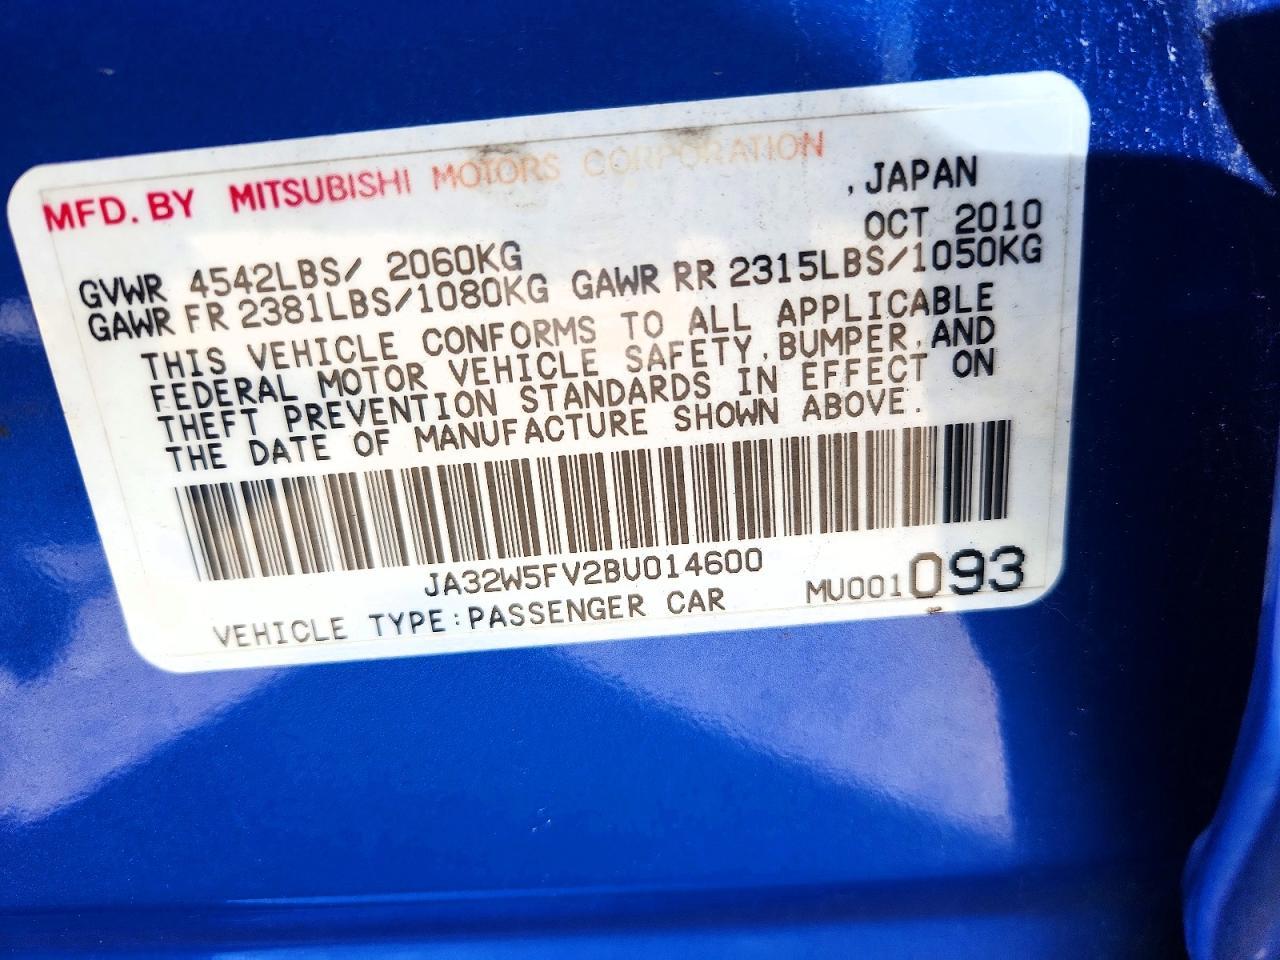 MFD. BY MITSUBISHI MOTORS CORPORATION
, JAPAN
OCT 2010
GVWR 4542LBS/ 2060KG
GAWR FR 2381LBS/1080KG GAWR RR 2315LBS/1050KG
THIS VEHICLE CONFORMS TO ALL APPLICABLE
FEDERAL MOTOR VEHICLE SAFETY, BUMPER, AND
THEFT PREVENTION STANDARDS IN EFFECT ON
THE DATE OF MANUFACTURE SHOWN ABOVE.
JA32W5FV2BU014600
VEHICLE TYPE:PASSENGER CAR MU001093